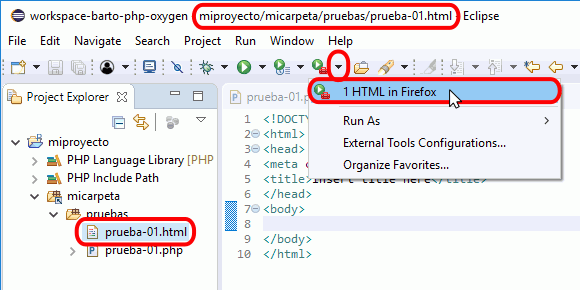 workspace-barto-php-oxygen - miproyecto/micarpeta/pruebas/prueba-01.html - Eclipse
File Edit Navigate Search Project Run Window Help
Project Explorer
prueba-01.p
1 HTML in Firefox
Run As
External Tools Configurations...
Organize Favorites...
miproyecto
PHP Language Library [PHP
PHP Include Path
micarpeta
pruebas
prueba-01.html
prueba-01.php
1 <!DOCTY
2 <html>
3 <head>
4 <meta c
5 <title>Insert title here</title>
6 </head>
7 <body>
8
9 </body>
10 </html>